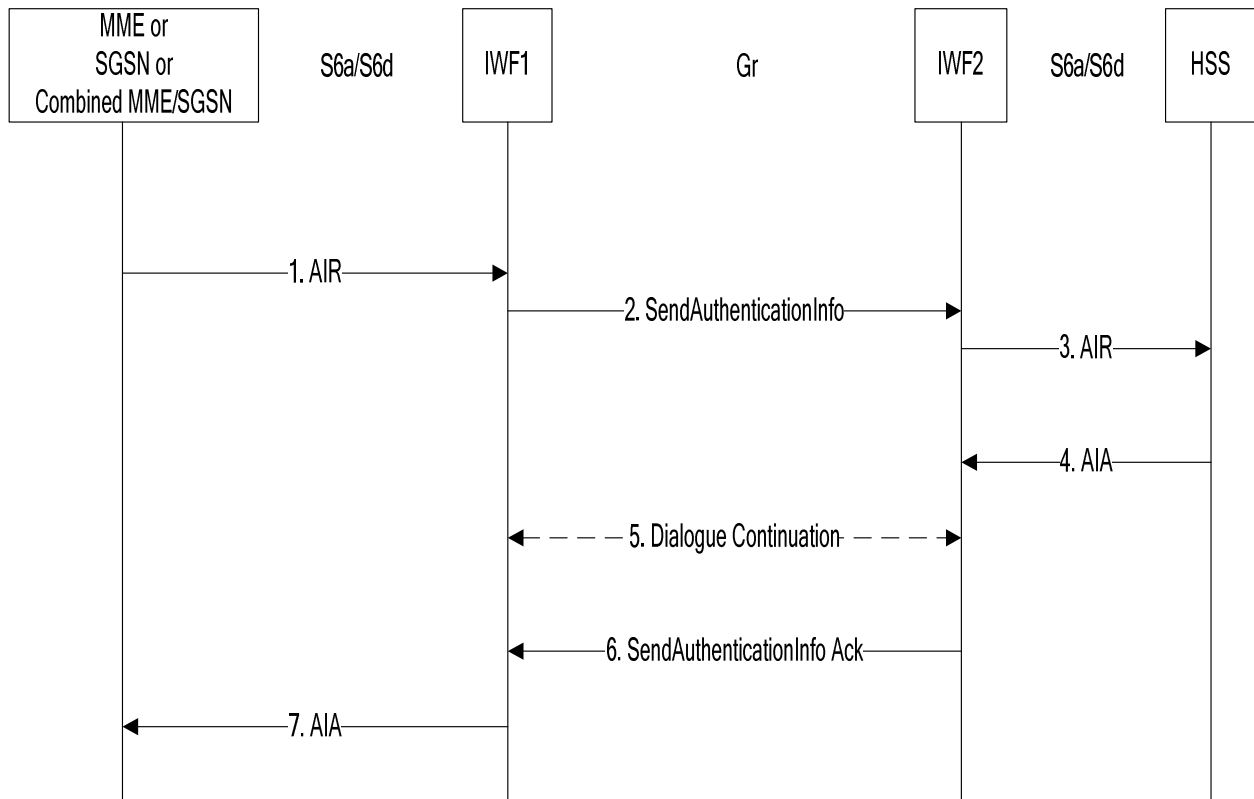 MME or
SGSN or
Combined MME/SGSN
S6a/S6d
IWF1
Gr
IWF2
S6a/S6d
HSS
1. AIR
2. SendAuthenticationInfo
3. AIR
4. AIA
5. Dialogue Continuation
6. SendAuthenticationInfo Ack
7. AIA